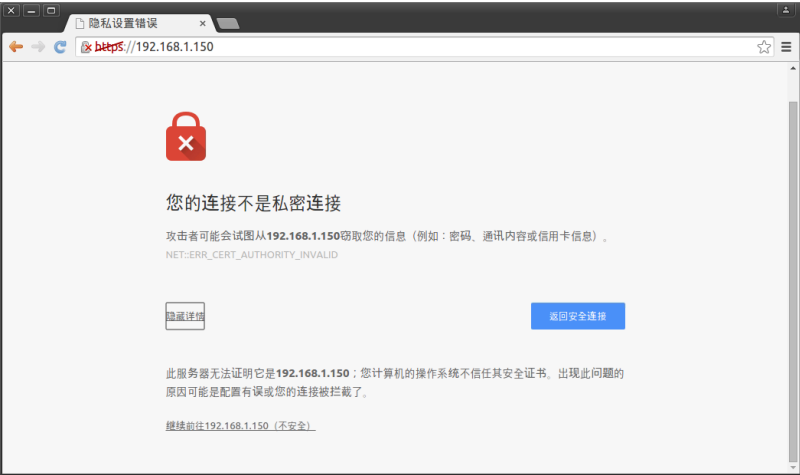 隐私设置错误
https://192.168.1.150
您的连接不是私密连接
攻击者可能会试图从192.168.1.150窃取您的信息（例如：密码、通讯内容或信用卡信息）。
NET::ERR_CERT_AUTHORITY_INVALID
隐藏详情
返回安全连接
此服务器无法证明它是192.168.1.150；您计算机的操作系统不信任其安全证书。出现此问题的
原因可能是配置有误或您的连接被拦截了。
继续前往192.168.1.150（不安全）